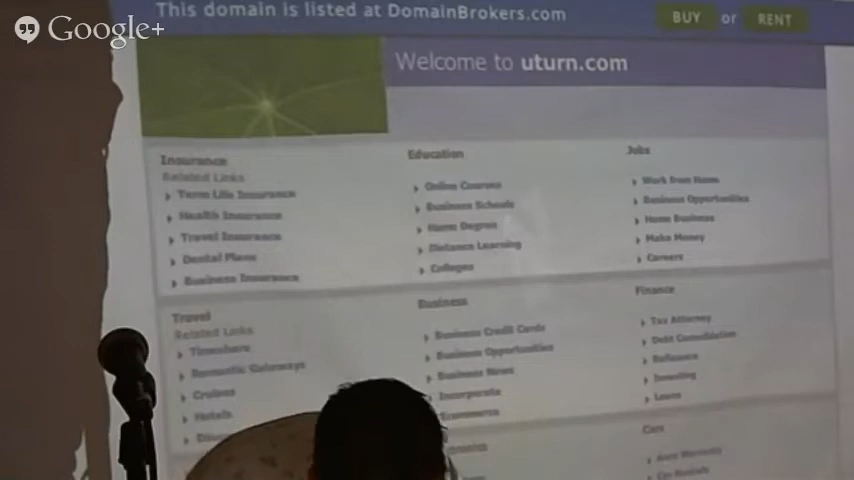 Google+
This domain is listed at DomainBrokers.com
BUY or RENT
Welcome to uturn.com
Insurance
Related Links
Term Life Insurance
Health Insurance
Travel Insurance
Dental Plans
Business Insurance
Education
Online Courses
Business Schools
Home Degree
Distance Learning
Colleges
Jobs
Work from Home
Business Opportunities
Home Business
Make Money
Careers
Travel
Related Links
Timeshare
Romantic Getaways
Cruises
Hotels
Business
Business Credit Cards
Business Opportunities
Business News
Incorporate
Ecommerce
Finance
Tax Attorney
Debt Consolidation
Refinance
Investing
Loans
Cars